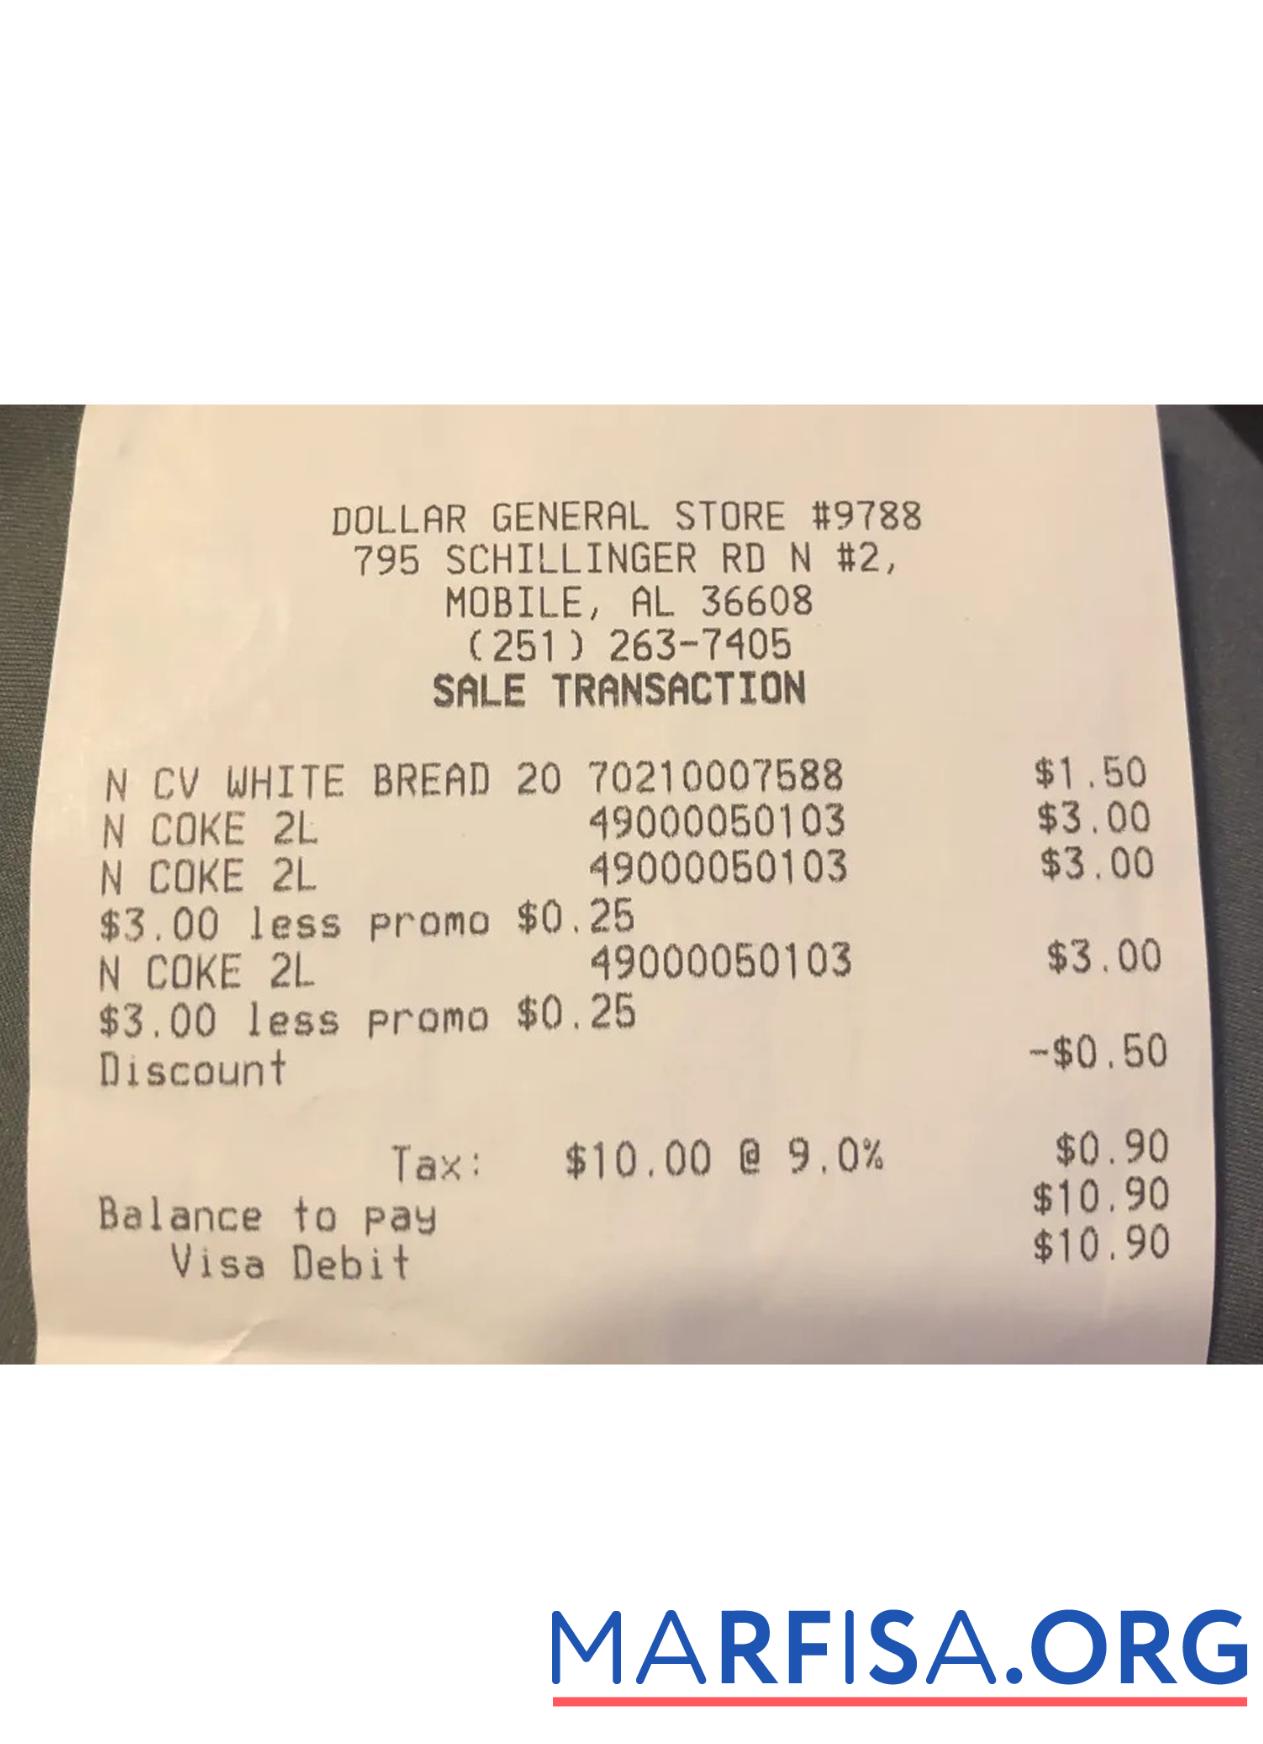 DOLLAR GENERAL STORE #9788
795 SCHILLINGER RD N #2,
MOBILE, AL 36608
(251) 263-7405
SALE TRANSACTION
N CV WHITE BREAD 20 70210007588 $1.50
N COKE 2L 49000050103 $3.00
N COKE 2L 49000050103 $3.00
$3.00 less promo $0.25
N COKE 2L 49000050103 $3.00
$3.00 less promo $0.25
Discount -$0.50
Tax: $10.00 @ 9.0% $0.90
Balance to pay $10.90
Visa Debit $10.90
MARFISA.ORG